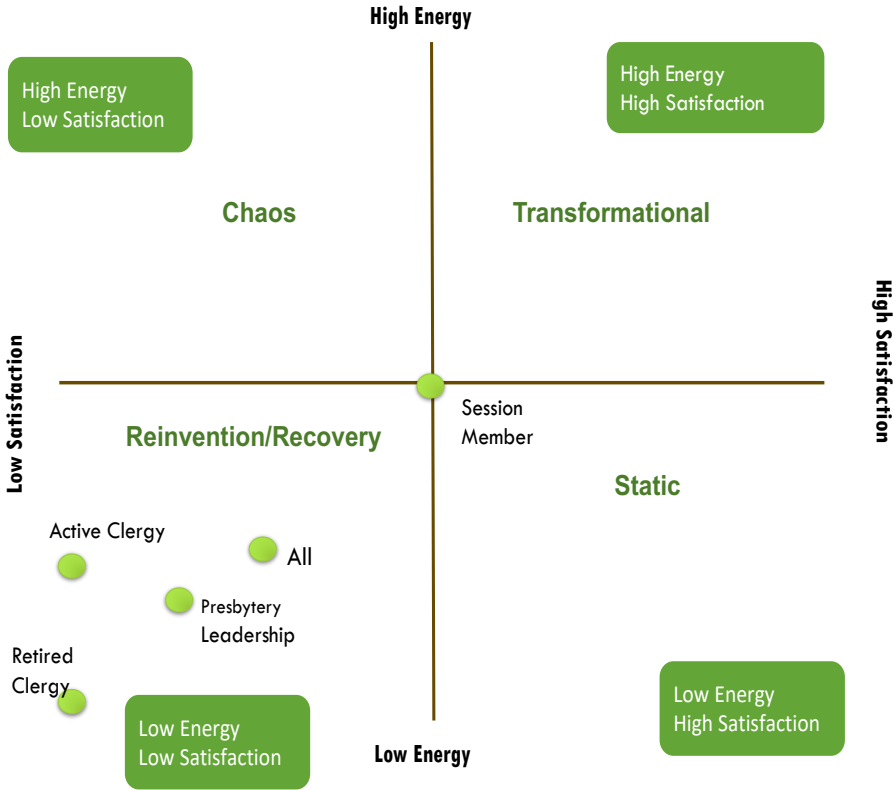 High Energy
High Energy
Low Satisfaction
High Energy
High Satisfaction
Chaos
Transformational
Low Satisfaction
High Satisfaction
Session
Member
Reinvention/Recovery
Static
Active Clergy
All
Presbytery
Leadership
Retired
Clergy
Low Energy
Low Satisfaction
Low Energy
Low Energy
High Satisfaction